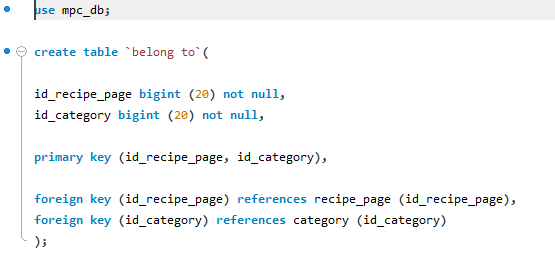 use mpc_db;
create table `belong to`(
id_recipe_page bigint (20) not null,
id_category bigint (20) not null,
primary key (id_recipe_page, id_category),
foreign key (id_recipe_page) references recipe_page (id_recipe_page),
foreign key (id_category) references category (id_category)
);